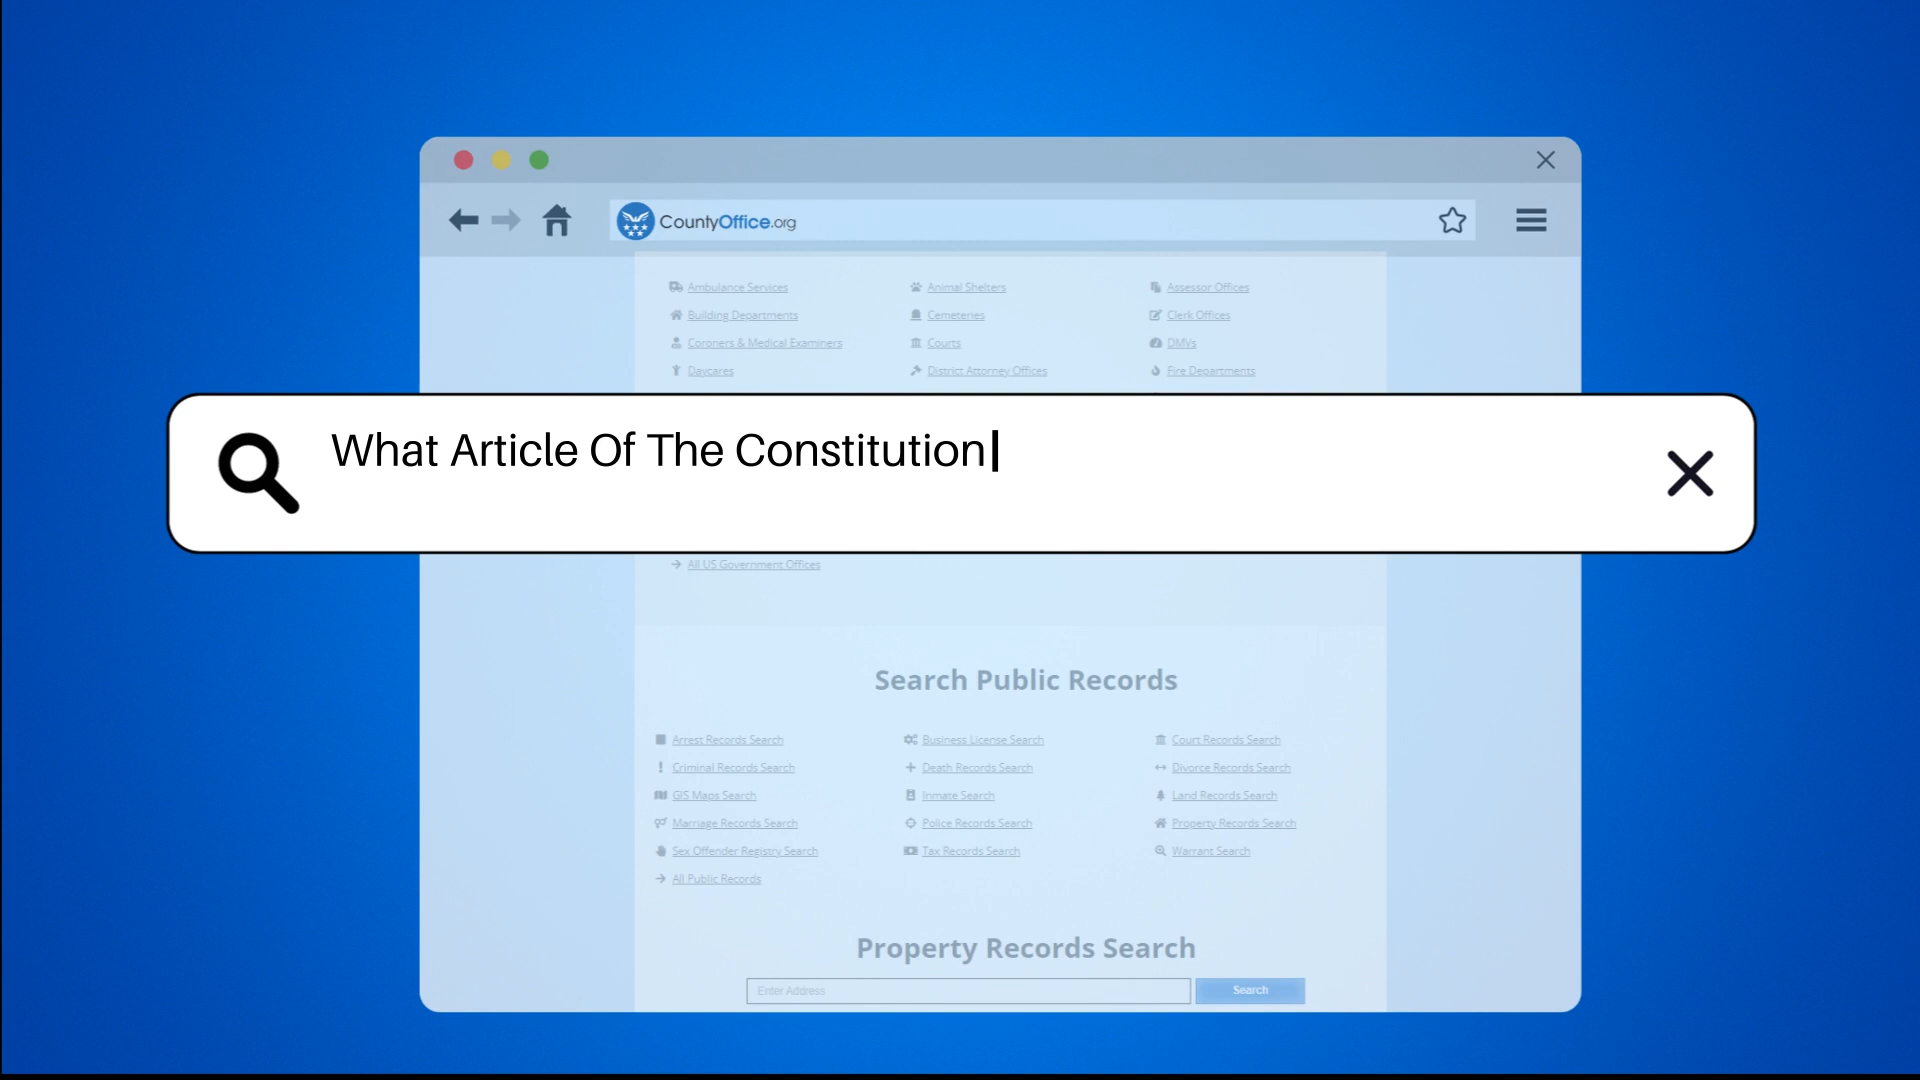 CountyOffice.org
Ambulance Services Animal Shelters Assessor Offices
Building Departments Cemeteries Clerk Offices
Coroners & Medical Examiners Courts DMVs
Daycares District Attorney Offices Fire Departments
What Article Of The Constitution
All US Government Offices
Search Public Records
Arrest Records Search Business License Search Court Records Search
Criminal Records Search Death Records Search Divorce Records Search
GIS Maps Search Inmate Search Land Records Search
Marriage Records Search Police Records Search Property Records Search
Sex Offender Registry Search Tax Records Search Warrant Search
All Public Records
Property Records Search
Enter Address Search